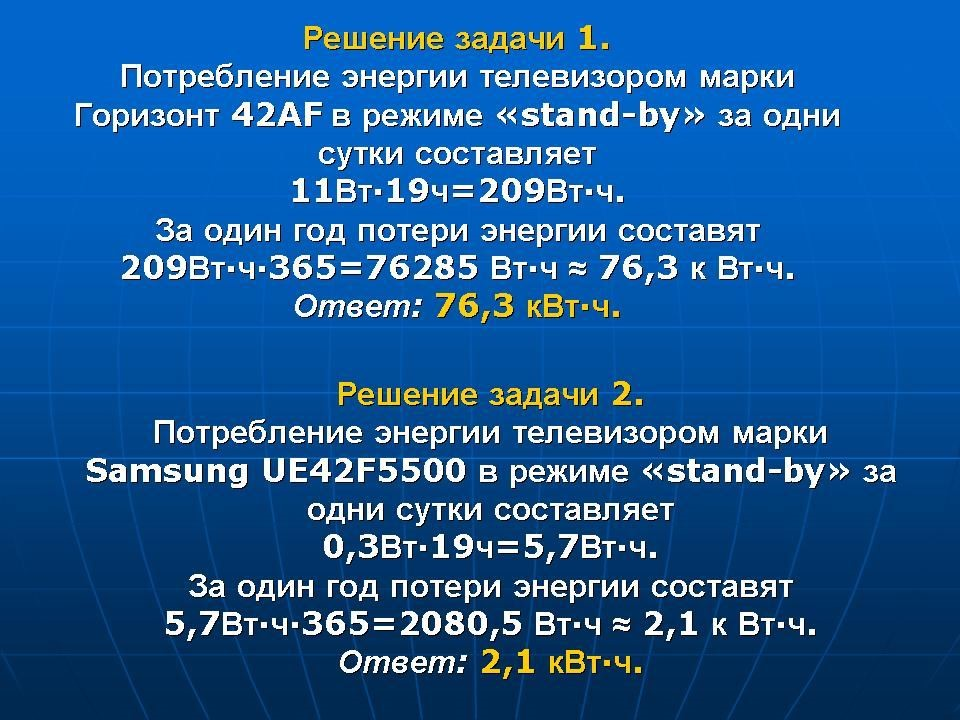 Решение задачи 1.
Потребление энергии телевизором марки
Горизонт 42AF в режиме «stand-by» за одни
сутки составляет
11Вт·19ч=209Вт·ч.
За один год потери энергии составят
209Вт·ч·365=76285 Вт·ч ≈ 76,3 к Вт·ч.
Ответ: 76,3 кВт·ч.
Решение задачи 2.
Потребление энергии телевизором марки
Samsung UE42F5500 в режиме «stand-by» за
одни сутки составляет
0,3Вт·19ч=5,7Вт·ч.
За один год потери энергии составят
5,7Вт·ч·365=2080,5 Вт·ч ≈ 2,1 к Вт·ч.
Ответ: 2,1 кВт·ч.